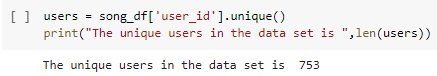 [ ] users = song_df['user_id'].unique()
print("The unique users in the data set is ",len(users))
The unique users in the data set is  753